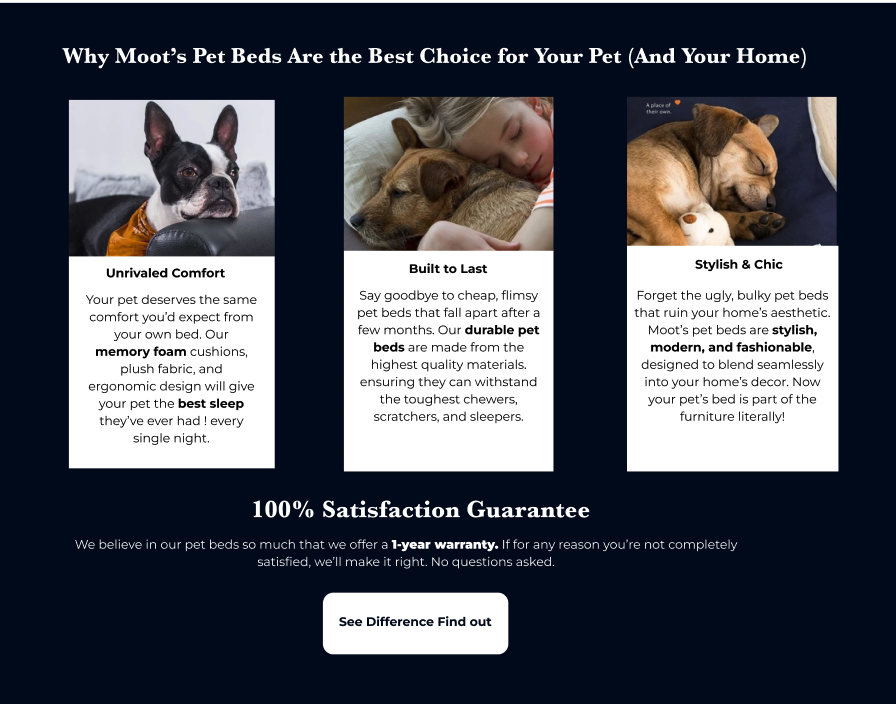 Why Moot’s Pet Beds Are the Best Choice for Your Pet (And Your Home)
Unrivaled Comfort
Your pet deserves the same
comfort you’d expect from
your own bed. Our
memory foam cushions,
plush fabric, and
ergonomic design will give
your pet the best sleep
they’ve ever had ! every
single night.
Built to Last
Say goodbye to cheap, flimsy
pet beds that fall apart after a
few months. Our durable pet
beds are made from the
highest quality materials.
ensuring they can withstand
the toughest chewers,
scratchers, and sleepers.
A place of
their own.
Stylish & Chic
Forget the ugly, bulky pet beds
that ruin your home’s aesthetic.
Moot’s pet beds are stylish,
modern, and fashionable,
designed to blend seamlessly
into your home’s decor. Now
your pet’s bed is part of the
furniture literally!
100% Satisfaction Guarantee
We believe in our pet beds so much that we offer a 1-year warranty. If for any reason you’re not completely
satisfied, we’ll make it right. No questions asked.
See Difference Find out